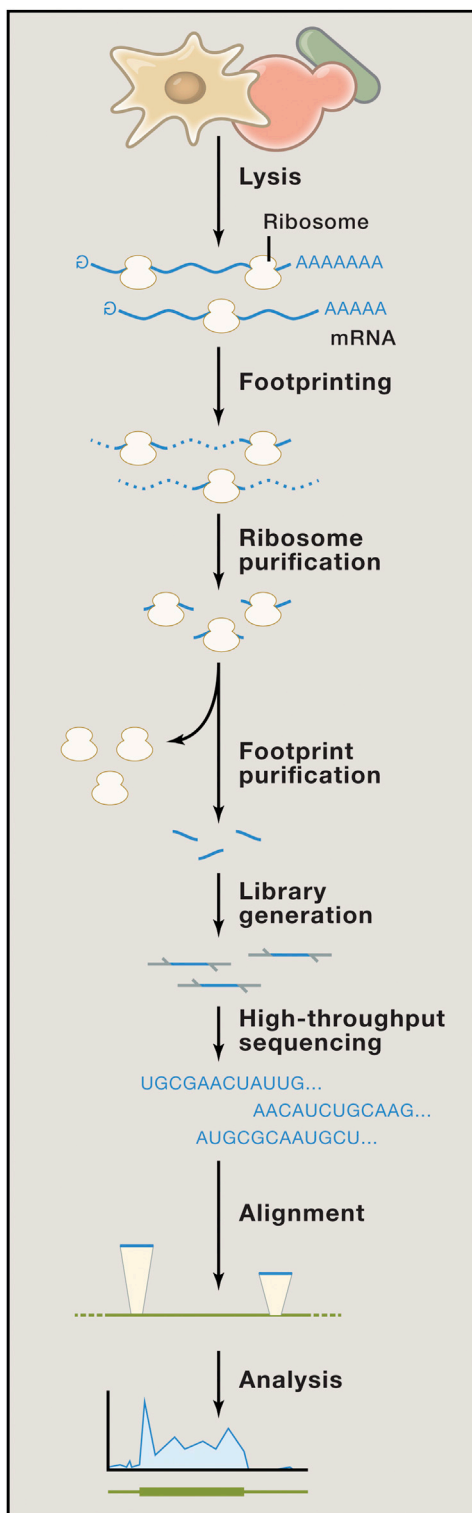 Lysis
Ribosome
G AAAAAAA
G AAAAA
mRNA
Footprinting
Ribosome
purification
Footprint
purification
Library
generation
High-throughput
sequencing
UGCGAACUAUUG...
AACAUCUGCAAG...
AUGCGCAAUGCU...
Alignment
Analysis